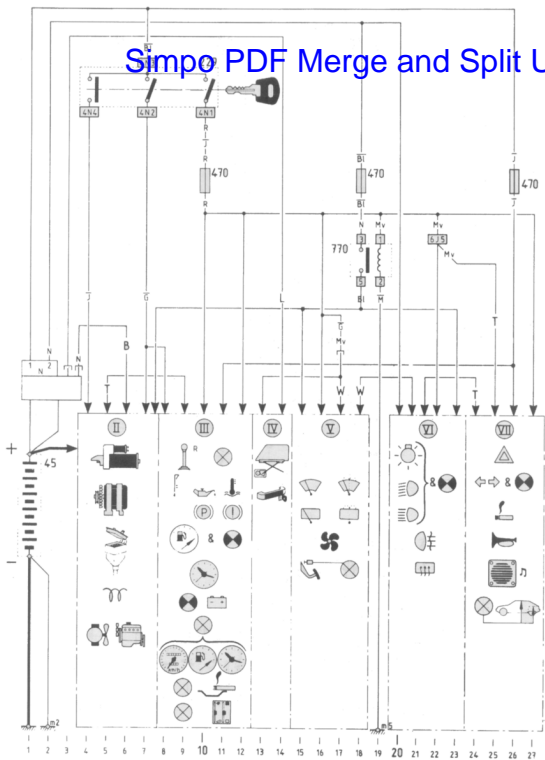 Simpo PDF Merge and Split U
229
4N4 4N2 4N1
R
J
R
470 Bl 470 470
R Bl J
N Mv Mv
3 1 6 5
770 Mv
5 2
J G L Bl M T
G
Mv
N
N
1 2 N
N
B
T W W T
+ 45
-
II III IV V VI VII
R
&
&
P !
&
m2 m5
1 2 3 4 5 6 7 8 9 10 11 12 13 14 15 16 17 18 19 20 21 22 23 24 25 26 27